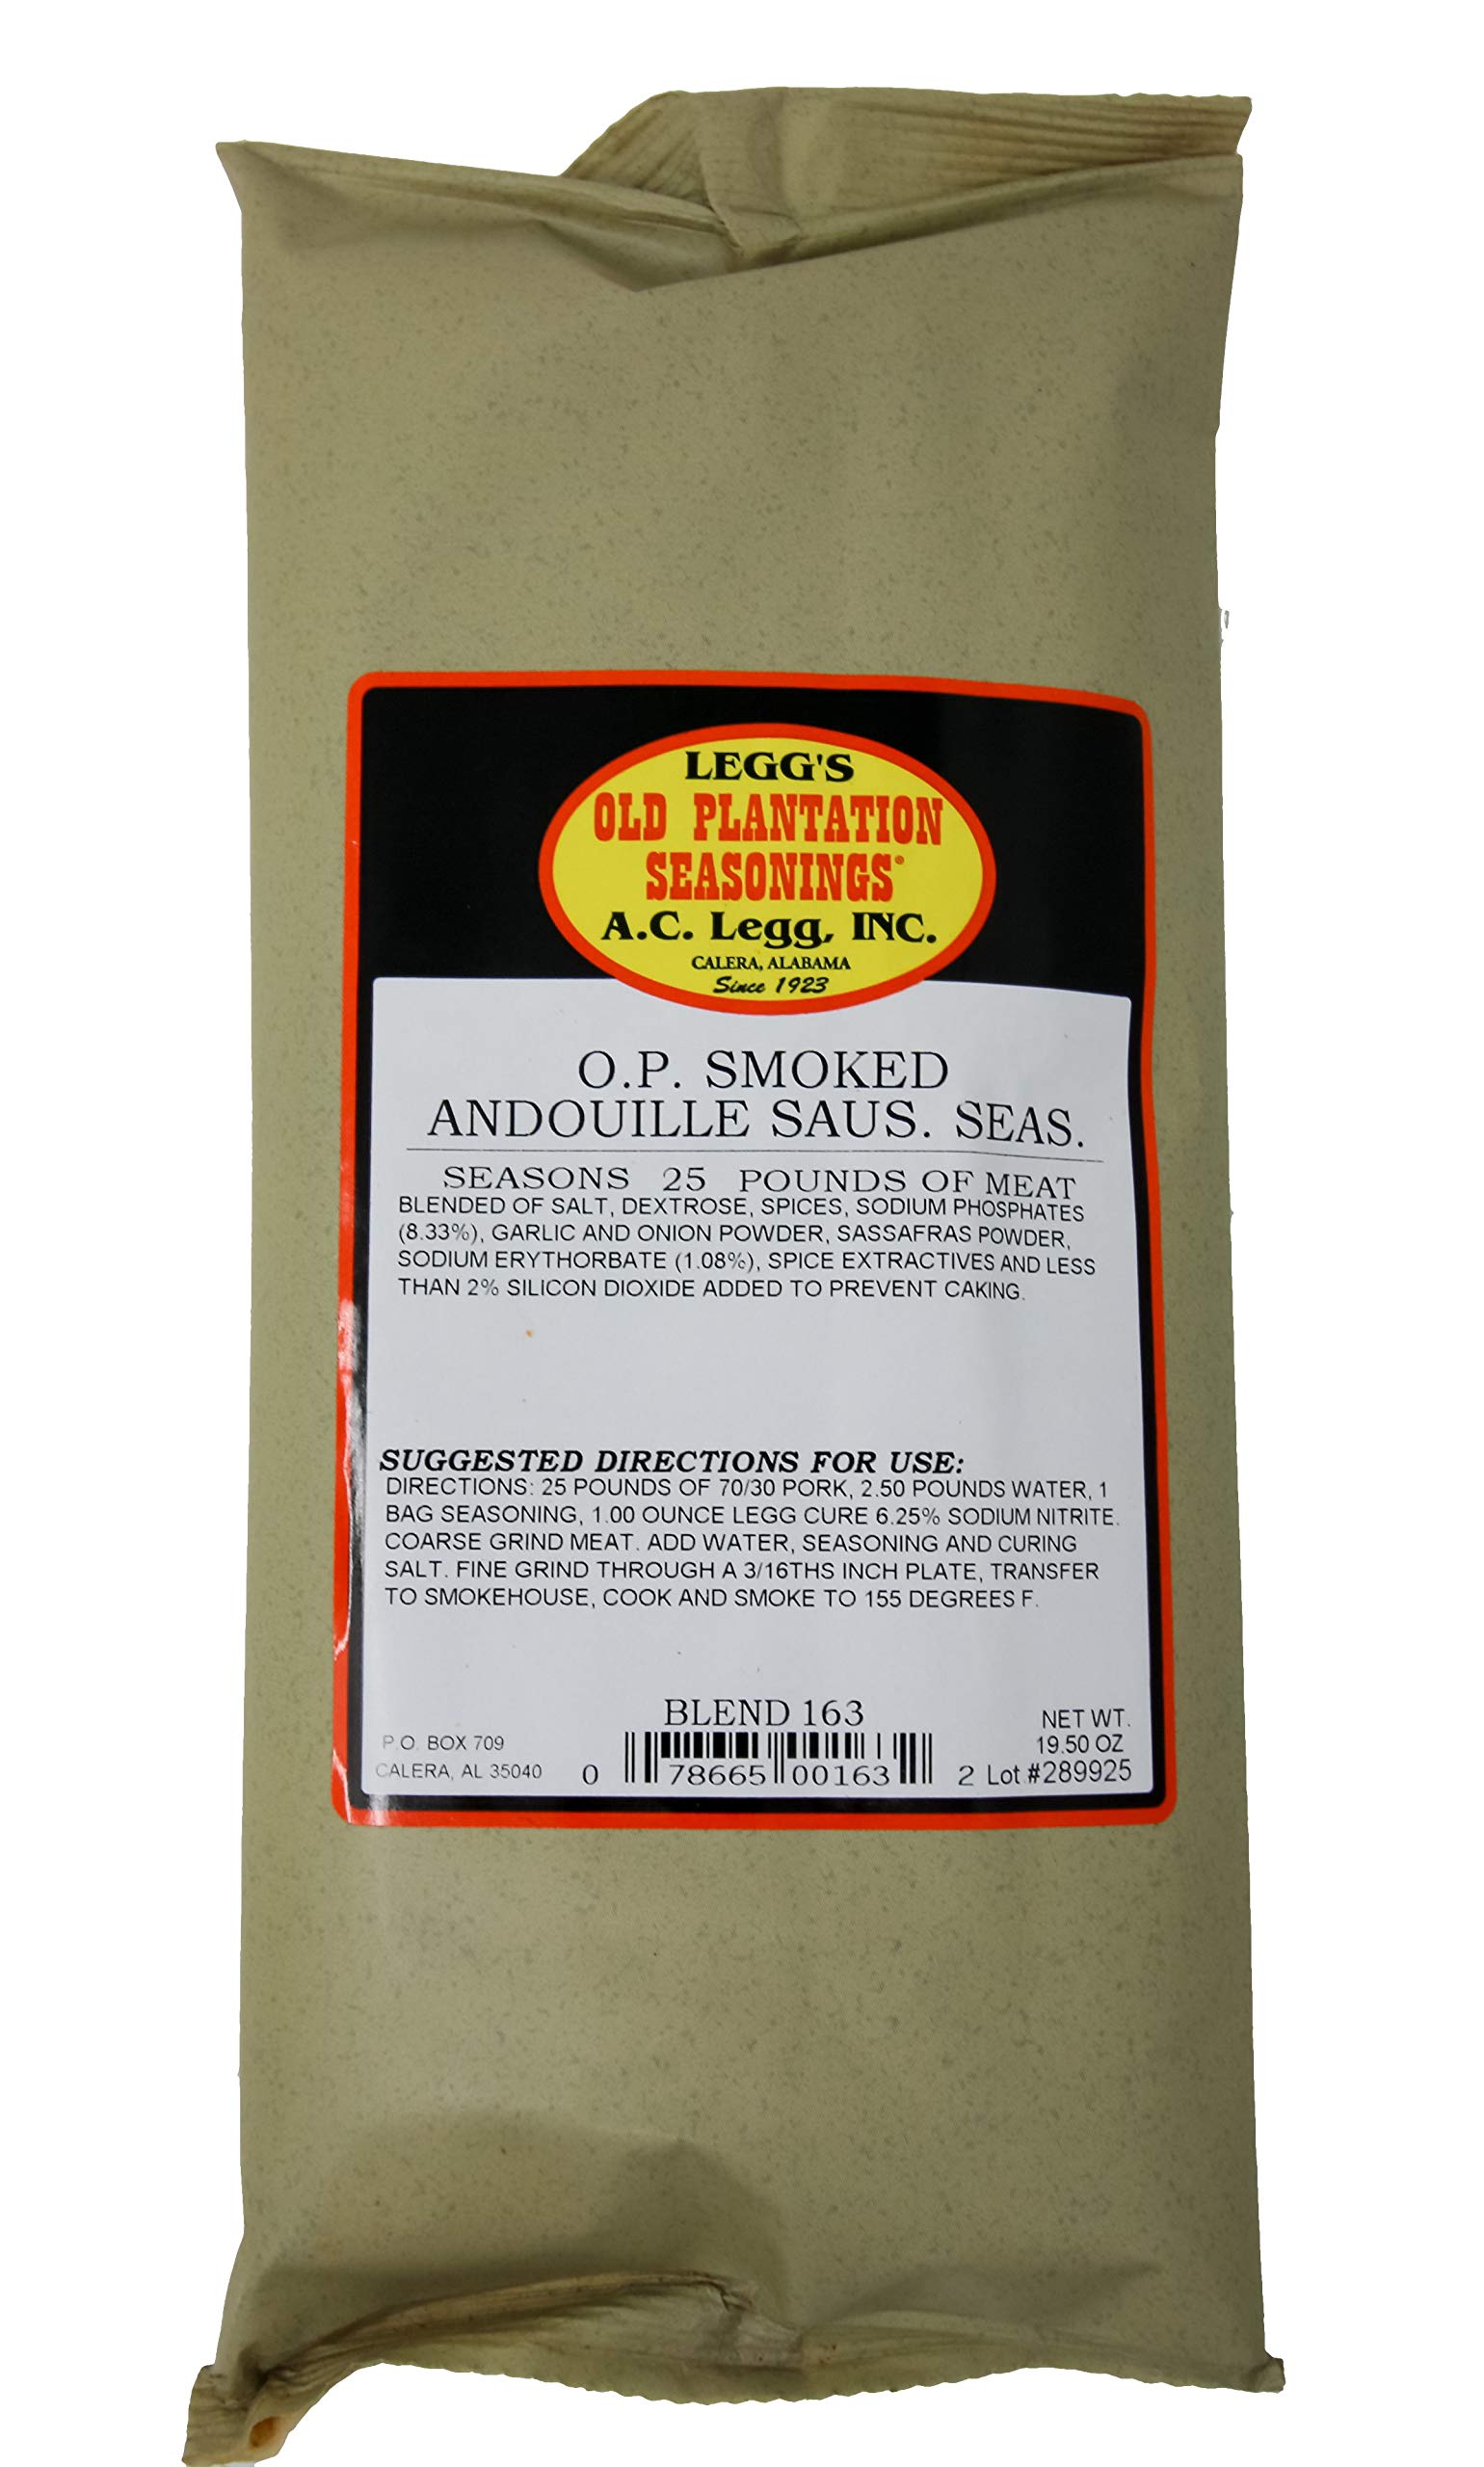 LEGG'S
OLD PLANTATION
SEASONINGS®
A.C. Legg, INC.
CALERA, ALABAMA
Since 1923
O.P. SMOKED
ANDOUILLE SAUS. SEAS.
SEASONS 25 POUNDS OF MEAT
BLENDED OF SALT, DEXTROSE, SPICES, SODIUM PHOSPHATES
(8.33%), GARLIC AND ONION POWDER, SASSAFRAS POWDER,
SODIUM ERYTHORBATE (1.08%), SPICE EXTRACTIVES AND LESS
THAN 2% SILICON DIOXIDE ADDED TO PREVENT CAKING.
SUGGESTED DIRECTIONS FOR USE:
DIRECTIONS: 25 POUNDS OF 70/30 PORK, 2.50 POUNDS WATER, 1
BAG SEASONING, 1.00 OUNCE LEGG CURE 6.25% SODIUM NITRITE.
COARSE GRIND MEAT. ADD WATER, SEASONING AND CURING
SALT. FINE GRIND THROUGH A 3/16THS INCH PLATE, TRANSFER
TO SMOKEHOUSE, COOK AND SMOKE TO 155 DEGREES F.
BLEND 163
P.O. BOX 709
CALERA, AL 35040
0 78665 00163 2
NET WT.
19.50 OZ
Lot #289925